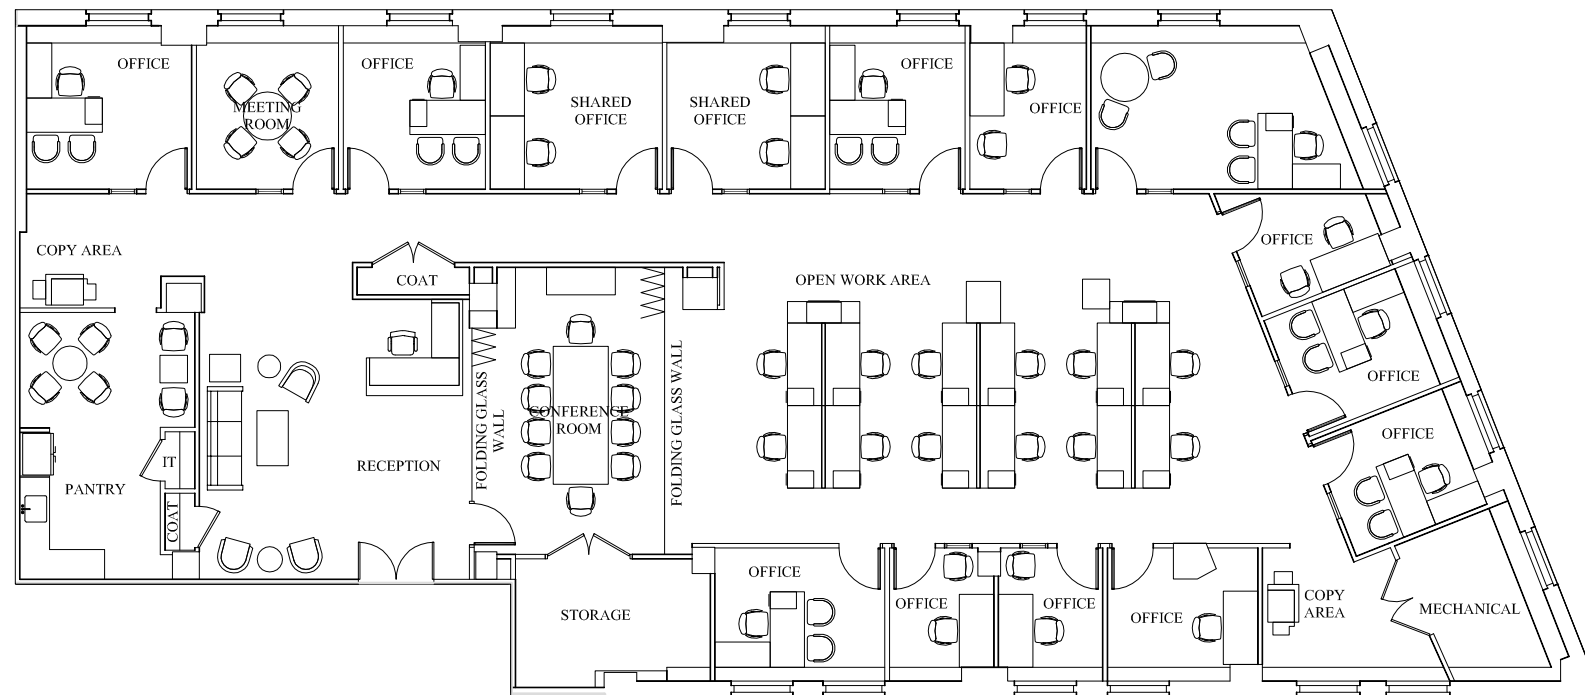 OFFICE
MEETING
ROOM
OFFICE
SHARED
OFFICE
SHARED
OFFICE
OFFICE
OFFICE
COPY AREA
COAT
OPEN WORK AREA
OFFICE
OFFICE
OFFICE
FOLDING GLASS
WALL
CONFERENCE
ROOM
FOLDING GLASS WALL
RECEPTION
IT
PANTRY
COAT
STORAGE
OFFICE
OFFICE
OFFICE
OFFICE
COPY
AREA
MECHANICAL